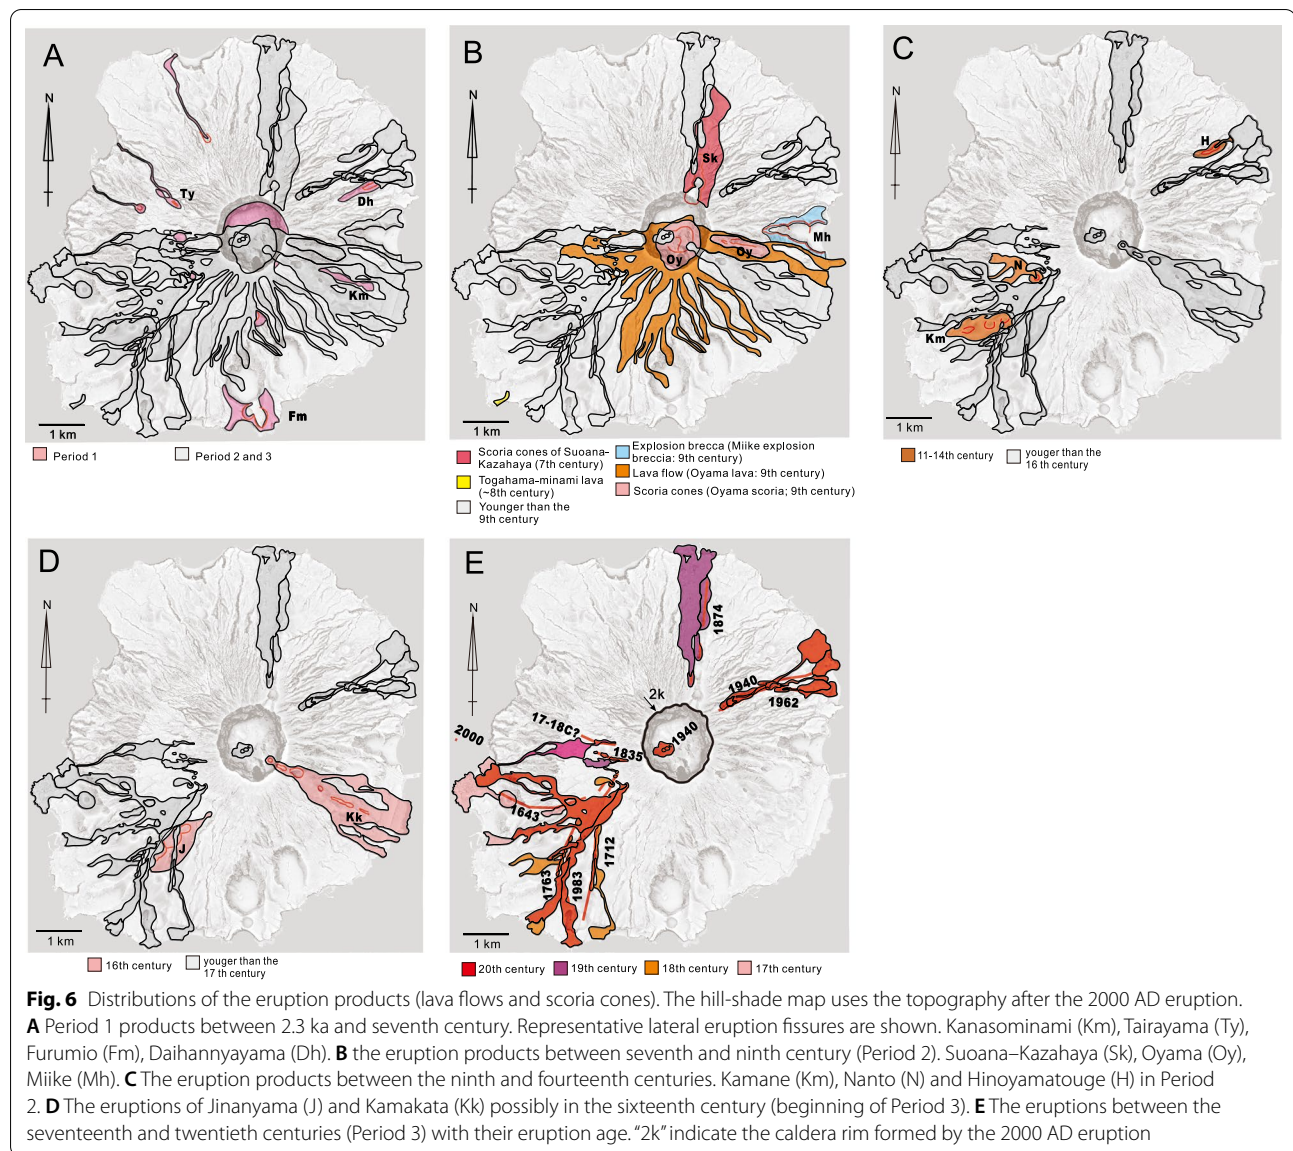 A
N
Ty
Dh
Km
Fm
1 km
Period 1
Period 2 and 3
B
N
Sk
Mh
Oy
Oy
1 km
Scoria cones of Suoana-
Kazahaya (7th century)
Togahama-minami lava
(~8th century)
Younger than the
9th century
Explosion brecca (Miike explosion
breccia: 9th century)
Lava flow (Oyama lava: 9th century)
Scoria cones (Oyama scoria; 9th century)
C
N
H
N
Km
1 km
11-14th century
youger than the
16 th century
D
N
Kk
J
1 km
16th century
youger than the
17 th century
E
N
1874
2k
1940
1962
1940
17-18C?
2000
1835
1643
1712
1763
1983
1 km
20th century
19th century
18th century
17th century
Fig. 6 Distributions of the eruption products (lava flows and scoria cones). The hill-shade map uses the topography after the 2000 AD eruption.
A Period 1 products between 2.3 ka and seventh century. Representative lateral eruption fissures are shown. Kanasominami (Km), Tairayama (Ty),
Furumio (Fm), Daihannyayama (Dh). B the eruption products between seventh and ninth century (Period 2). Suoana–Kazahaya (Sk), Oyama (Oy),
Miike (Mh). C The eruption products between the ninth and fourteenth centuries. Kamane (Km), Nanto (N) and Hinoyamatouge (H) in Period
2. D The eruptions of Jinanyama (J) and Kamakata (Kk) possibly in the sixteenth century (beginning of Period 3). E The eruptions between the
seventeenth and twentieth centuries (Period 3) with their eruption age. "2k" indicate the caldera rim formed by the 2000 AD eruption